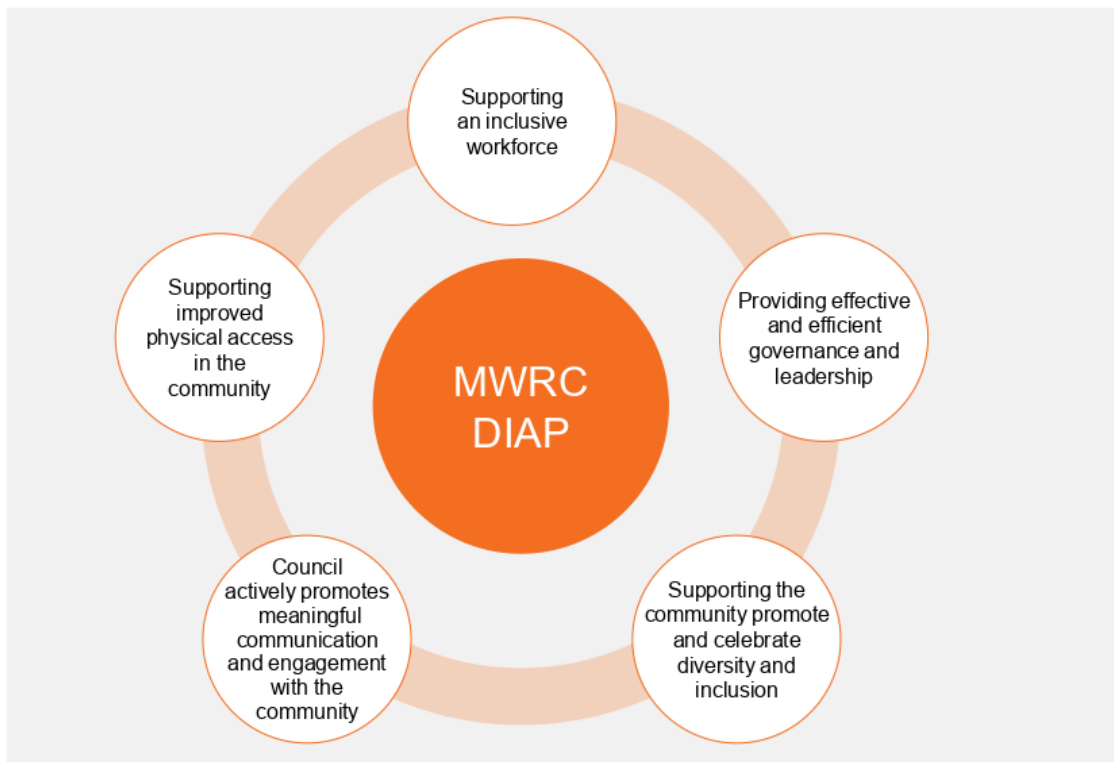 Supporting
an inclusive
workforce
Providing effective
and efficient
governance and
leadership
Supporting the
community promote
and celebrate
diversity and
inclusion
Council
actively promotes
meaningful
communication
and engagement
with the
community
Supporting
improved
physical access
in the
community
MWRC
DIAP